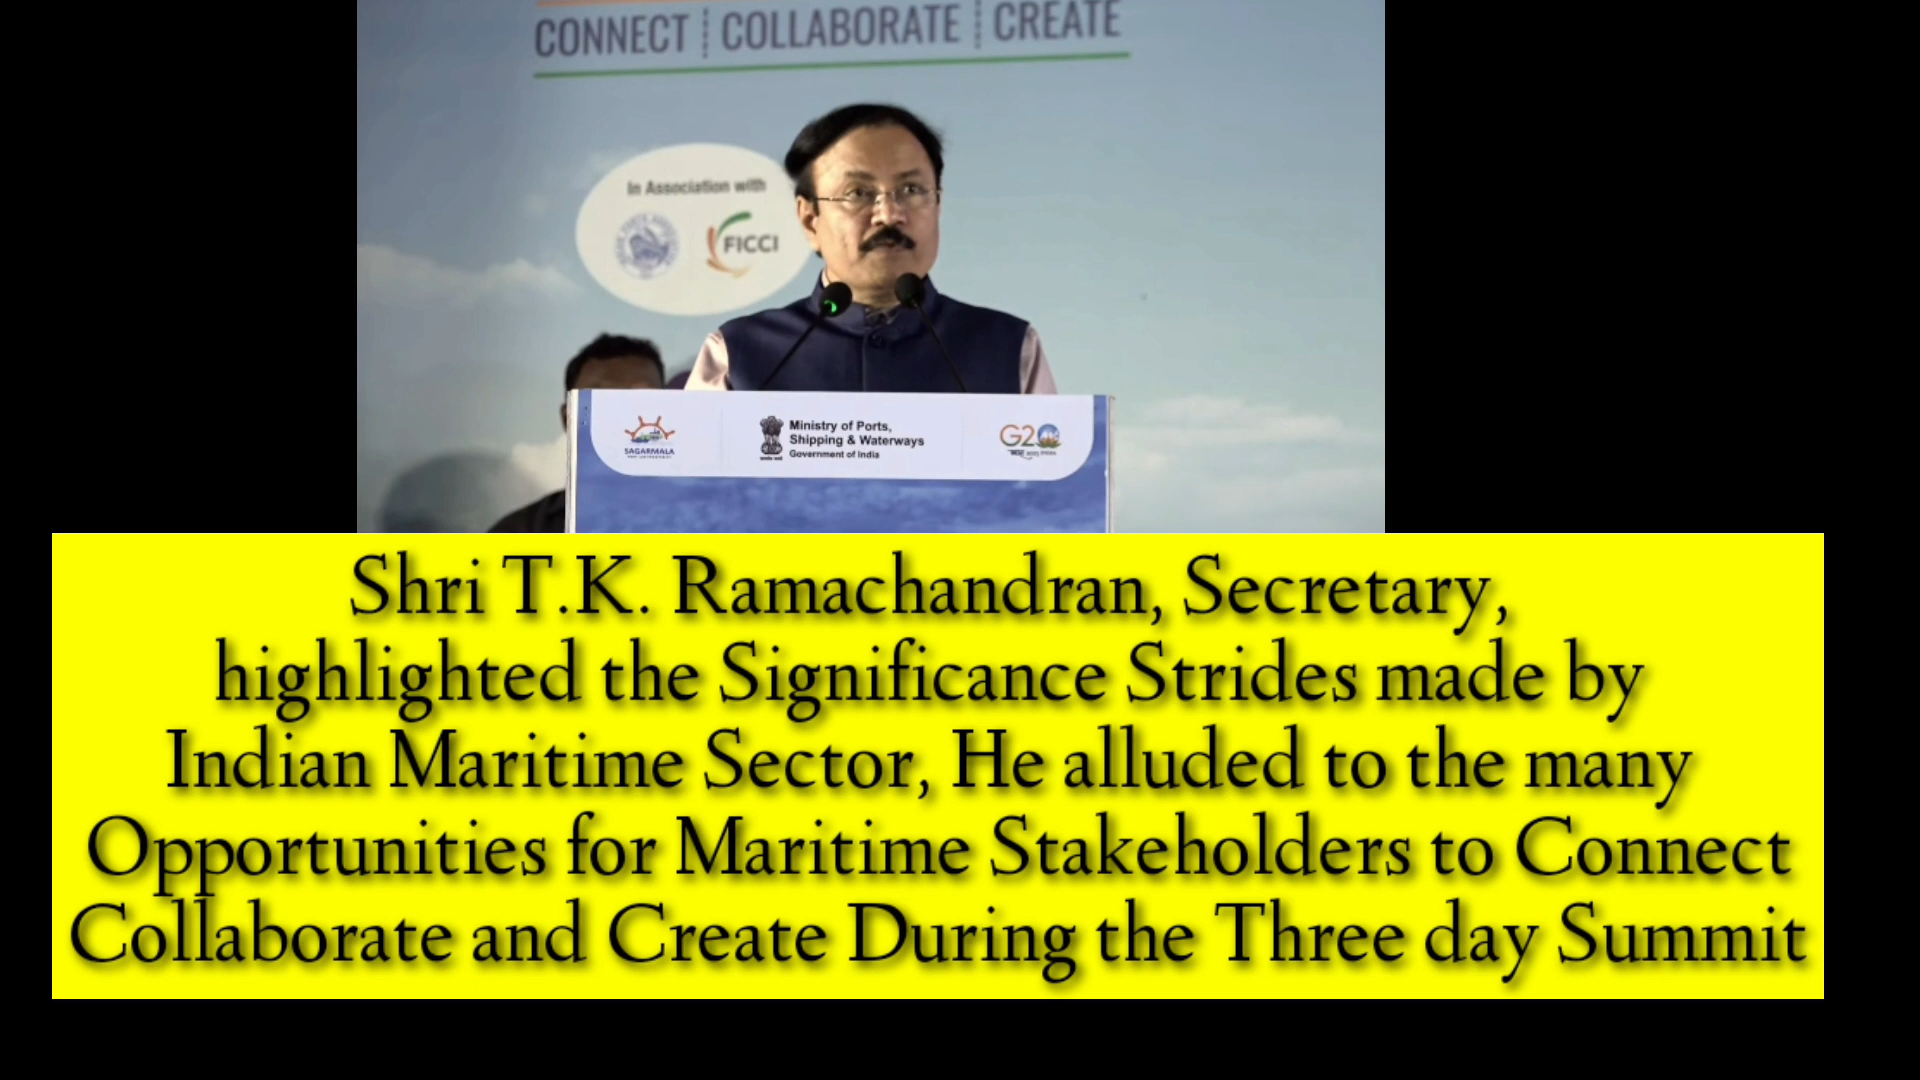 CONNECT COLLABORATE CREATE
In Association with
FICCI
SAGARMALA
Ministry of Ports,
Shipping & Waterways
Government of India
G20
Shri T.K. Ramachandran, Secretary,
highlighted the Significance Strides made by
Indian Maritime Sector, He alluded to the many
Opportunities for Maritime Stakeholders to Connect
Collaborate and Create During the Three day Summit